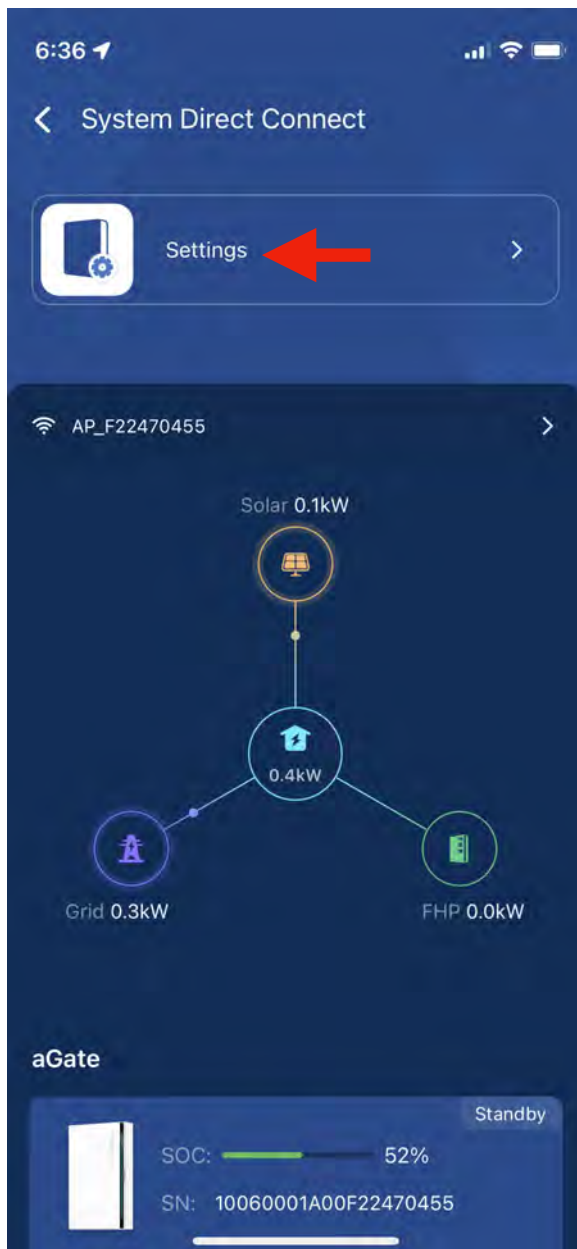 6:36
System Direct Connect
Settings
AP_F22470455
Solar 0.1kW
0.4kW
Grid 0.3kW
FHP 0.0kW
aGate
Standby
SOC: 52%
SN: 10060001A00F22470455